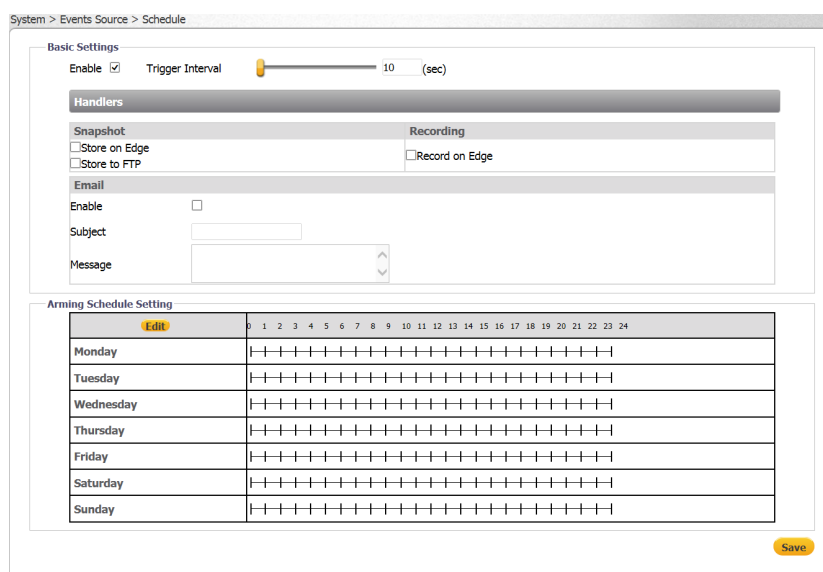 System > Events Source > Schedule
Basic Settings
Enable Trigger Interval 10 (sec)
Handlers
Snapshot Recording
Store on Edge
Record on Edge
Store to FTP
Email
Enable
Subject
Message
Arming Schedule Setting
Edit 0 1 2 3 4 5 6 7 8 9 10 11 12 13 14 15 16 17 18 19 20 21 22 23 24
Monday
Tuesday
Wednesday
Thursday
Friday
Saturday
Sunday
Save